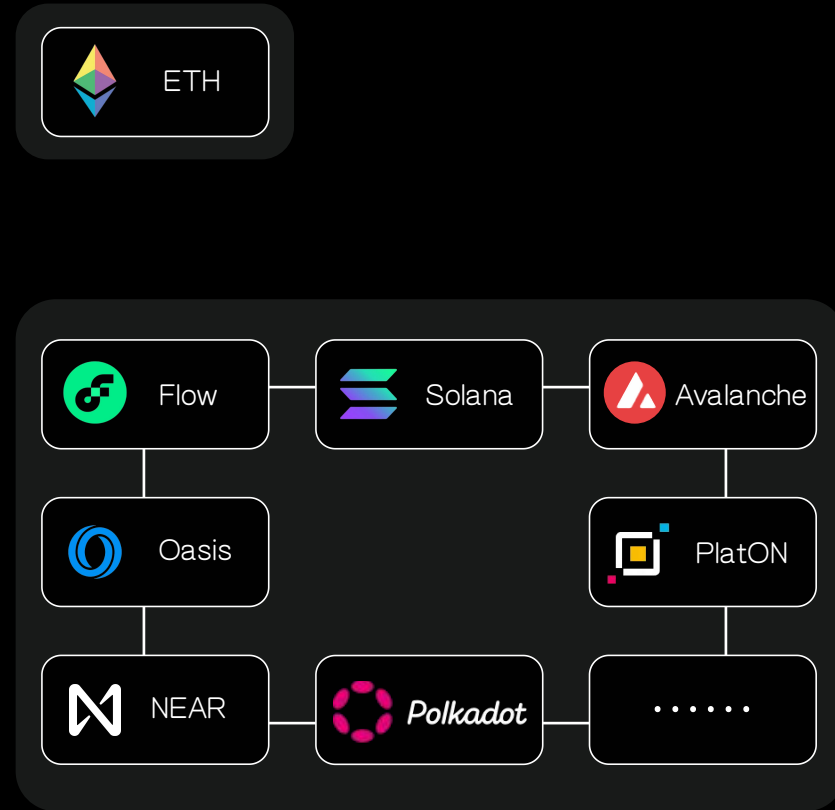 ETH
Flow
Solana
Avalanche
Oasis
PlatON
NEAR
Polkadot
......